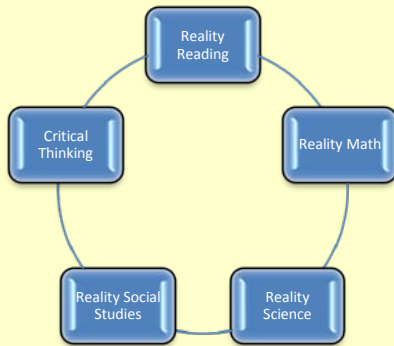 Reality
Reading
Reality Math
Reality
Science
Reality Social
Studies
Critical
Thinking